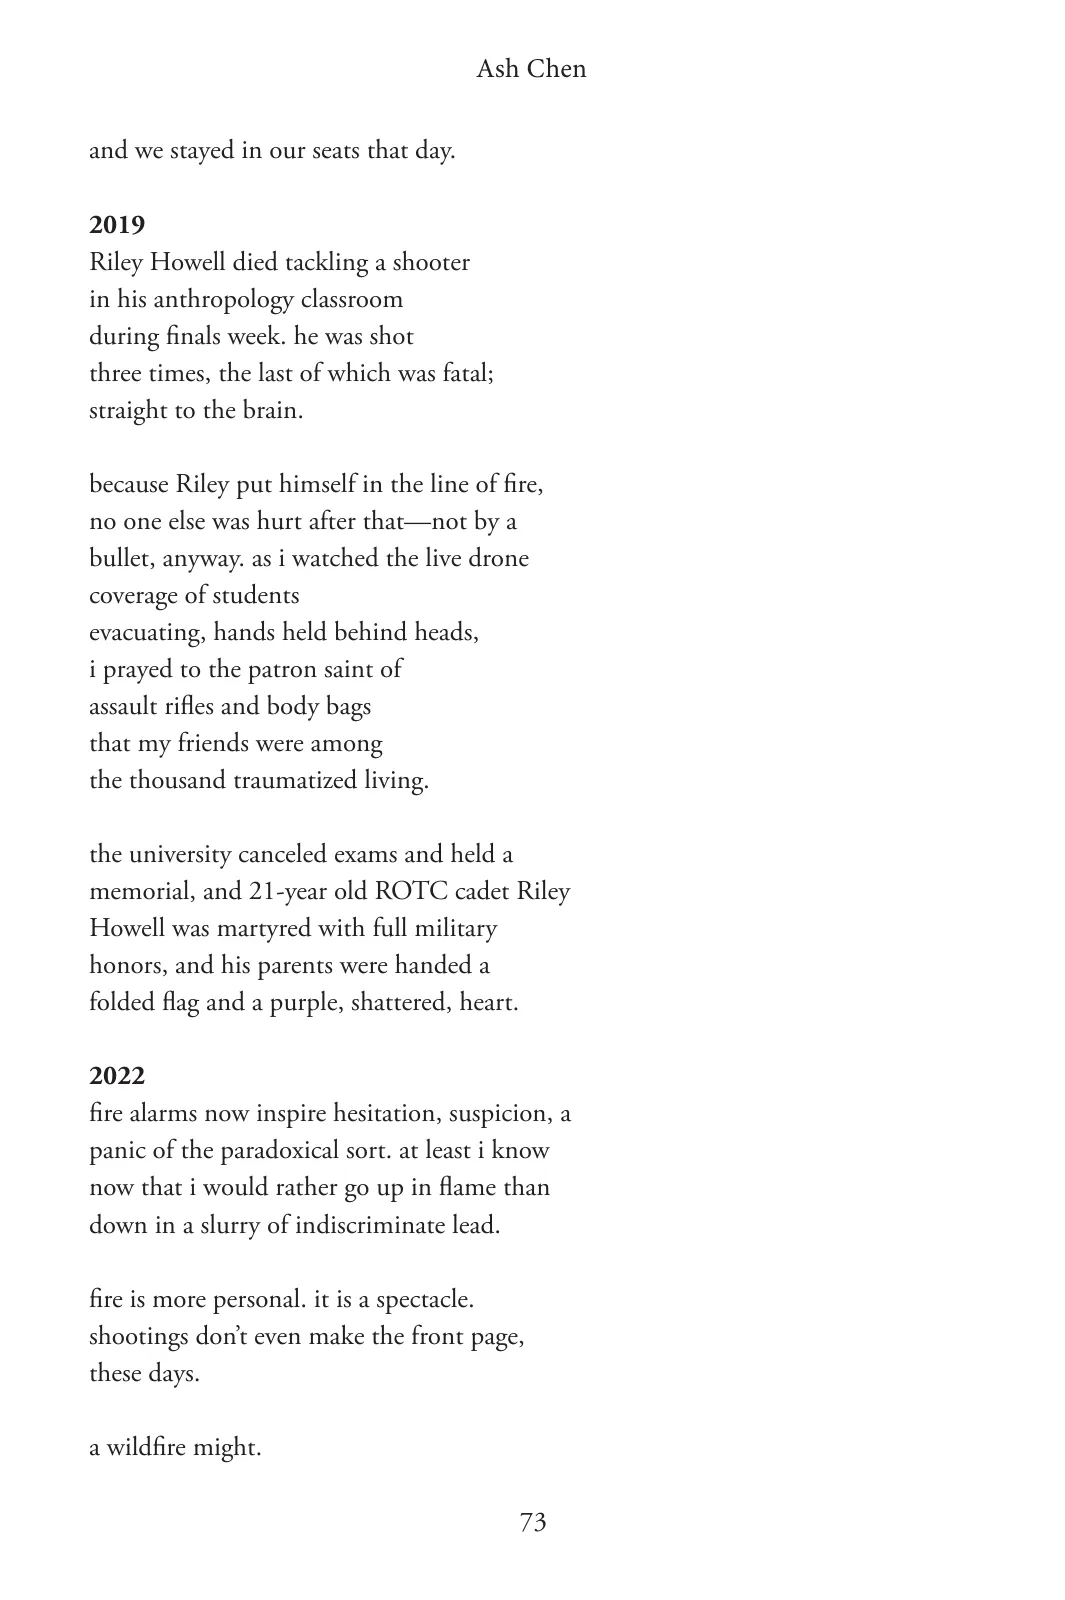 Ash Chen
and we stayed in our seats that day.
2019
Riley Howell died tackling a shooter
in his anthropology classroom
during finals week. he was shot
three times, the last of which was fatal;
straight to the brain.
because Riley put himself in the line of fire,
no one else was hurt after that—not by a
bullet, anyway. as i watched the live drone
coverage of students
evacuating, hands held behind heads,
i prayed to the patron saint of
assault rifles and body bags
that my friends were among
the thousand traumatized living.
the university canceled exams and held a
memorial, and 21-year old ROTC cadet Riley
Howell was martyred with full military
honors, and his parents were handed a
folded flag and a purple, shattered, heart.
2022
fire alarms now inspire hesitation, suspicion, a
panic of the paradoxical sort. at least i know
now that i would rather go up in flame than
down in a slurry of indiscriminate lead.
fire is more personal. it is a spectacle.
shootings don’t even make the front page,
these days.
a wildfire might.
73